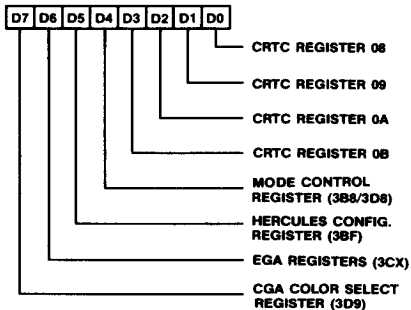 D7 D6 D5 D4 D3 D2 D1 D0
CRTC REGISTER 08
CRTC REGISTER 09
CRTC REGISTER 0A
CRTC REGISTER 0B
MODE CONTROL
REGISTER (3B8/3D8)
HERCULES CONFIG.
REGISTER (3BF)
EGA REGISTERS (3CX)
CGA COLOR SELECT
REGISTER (3D9)